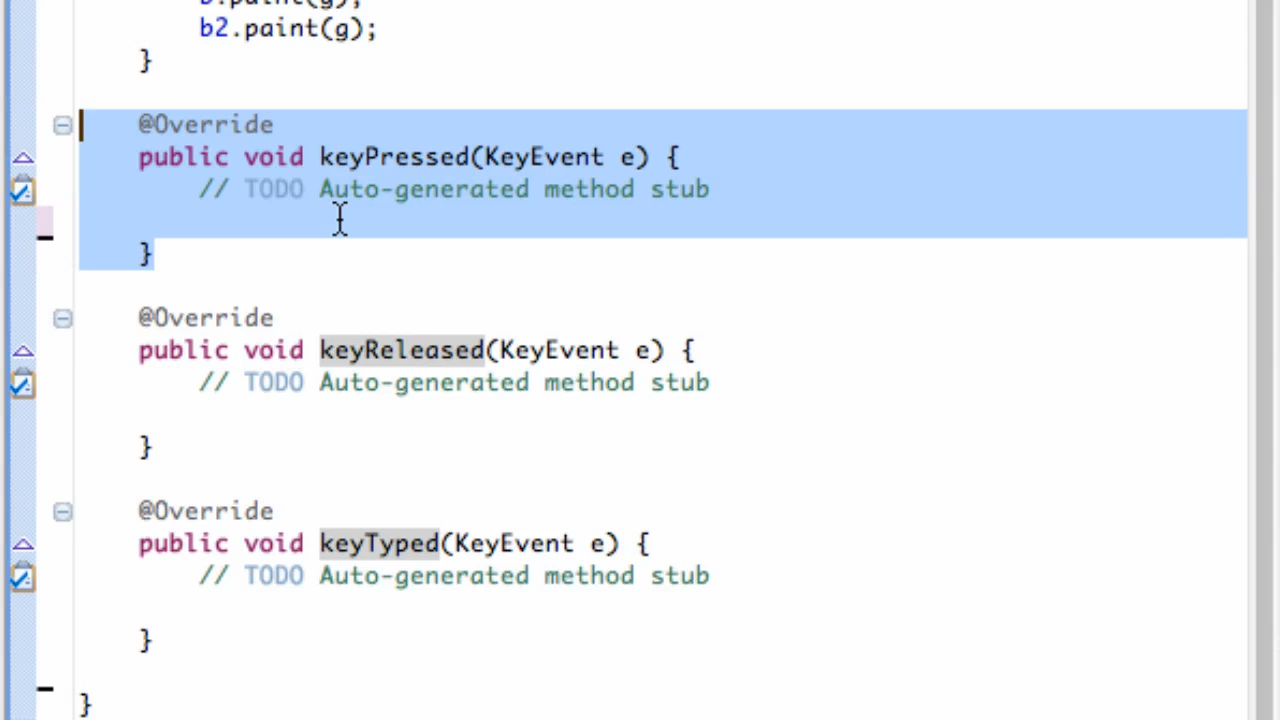 b.paint(g);
b2.paint(g);
}
@Override
public void keyPressed(KeyEvent e) {
// TODO Auto-generated method stub
}
@Override
public void keyReleased(KeyEvent e) {
// TODO Auto-generated method stub
}
@Override
public void keyTyped(KeyEvent e) {
// TODO Auto-generated method stub
}
}